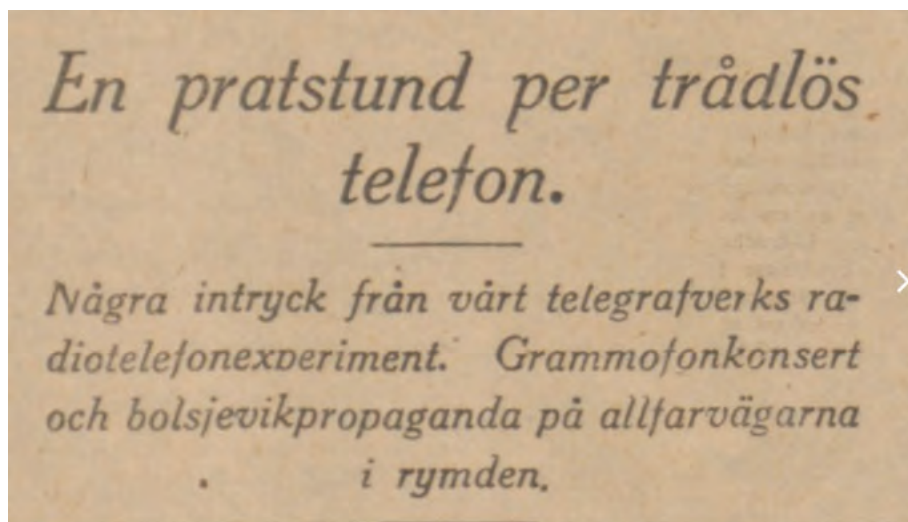 En pratstund per trådlös
telefon.
Några intryck från vårt telegrafverks ra-
diotelefonexperiment. Grammofonkonsert
och bolsjevikpropaganda på allfarvägarna
i rymden.